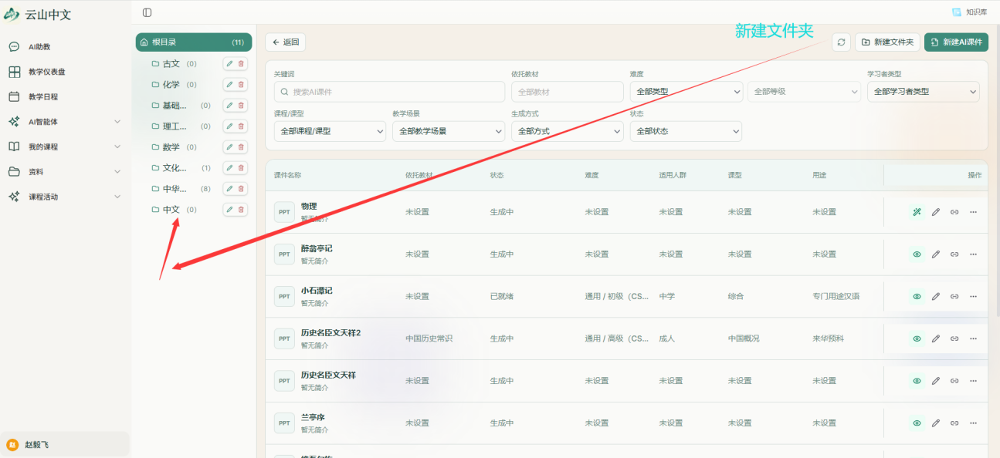 云山中文
知识库
AI助教
教学仪表盘
教学日程
AI智能体
我的课程
资料
课程活动
赵 赵毅飞
根目录 (11)
古文 (0)
化学 (0)
基础... (0)
理工... (0)
数学 (0)
文化... (1)
中华... (8)
中文 (0)
返回
新建文件夹
新建文件夹
新建AI课件
关键词 依托教材 难度 学习者类型
搜索AI课件 全部教材 全部类型 全部等级 全部学习者类型
课程/课型 教学场景 生成方式 状态
全部课程/课型 全部教学场景 全部方式 全部状态
课件名称 依托教材 状态 难度 适用人群 课型 用途 操作
PPT 物理 未设置 生成中 未设置 未设置 未设置 未设置
暂无简介
PPT 醉翁亭记 未设置 生成中 未设置 未设置 未设置 未设置
暂无简介
PPT 小石潭记 未设置 已就绪 通用 / 初级（CS... 中学 综合 专门用途汉语
暂无简介
PPT 历史名臣文天祥2 中国历史常识 生成中 通用 / 高级（CS... 成人 中国概况 来华预科
暂无简介
PPT 历史名臣文天祥 未设置 生成中 未设置 未设置 未设置 未设置
暂无简介
PPT 兰亭序 未设置 生成中 未设置 未设置 未设置 未设置
暂无简介